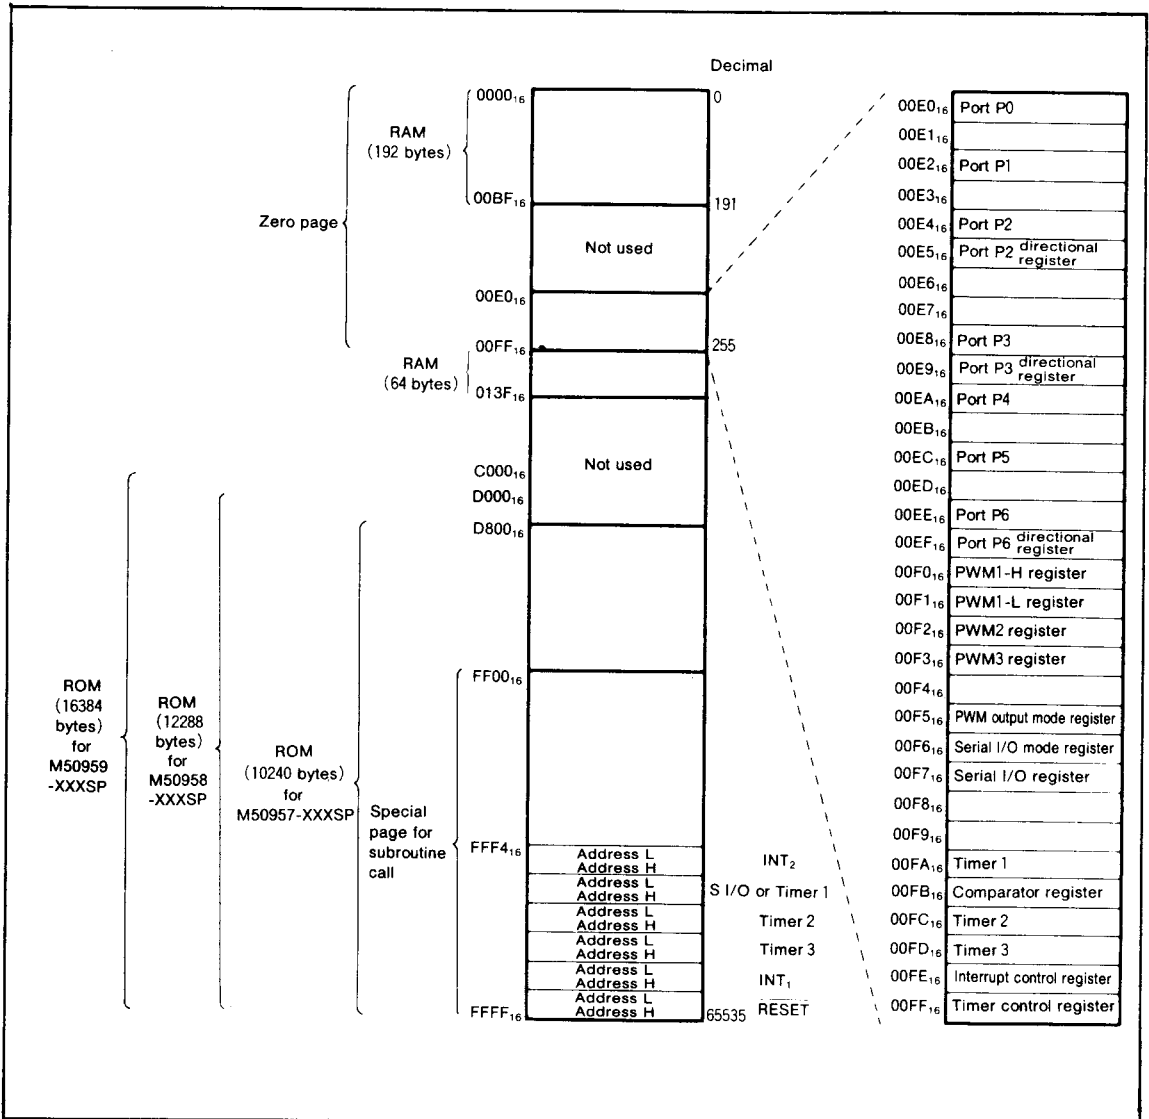 Decimal
0000₁₆
0
RAM
(192 bytes)
00BF₁₆
191
Zero page
Not used
00E0₁₆
00FF₁₆
255
RAM
(64 bytes)
013F₁₆
Not used
C000₁₆
D000₁₆
D800₁₆
FF00₁₆
ROM
(16384
bytes)
for
M50959
-XXXSP
ROM
(12288
bytes)
for
M50958
-XXXSP
ROM
(10240 bytes)
for
M50957-XXXSP
Special
page for
subroutine
call
FFF4₁₆
Address L
Address H
INT₂
Address L
Address H
S I/O or Timer 1
Address L
Address H
Timer 2
Address L
Address H
Timer 3
Address L
Address H
INT₁
Address L
Address H
FFFF₁₆
65535
RESET
00E0₁₆ Port P0
00E1₁₆
00E2₁₆ Port P1
00E3₁₆
00E4₁₆ Port P2
00E5₁₆ Port P2 directional
register
00E6₁₆
00E7₁₆
00E8₁₆ Port P3
00E9₁₆ Port P3 directional
register
00EA₁₆ Port P4
00EB₁₆
00EC₁₆ Port P5
00ED₁₆
00EE₁₆ Port P6
00EF₁₆ Port P6 directional
register
00F0₁₆ PWM1-H register
00F1₁₆ PWM1-L register
00F2₁₆ PWM2 register
00F3₁₆ PWM3 register
00F4₁₆
00F5₁₆ PWM output mode register
00F6₁₆ Serial I/O mode register
00F7₁₆ Serial I/O register
00F8₁₆
00F9₁₆
00FA₁₆ Timer 1
00FB₁₆ Comparator register
00FC₁₆ Timer 2
00FD₁₆ Timer 3
00FE₁₆ Interrupt control register
00FF₁₆ Timer control register